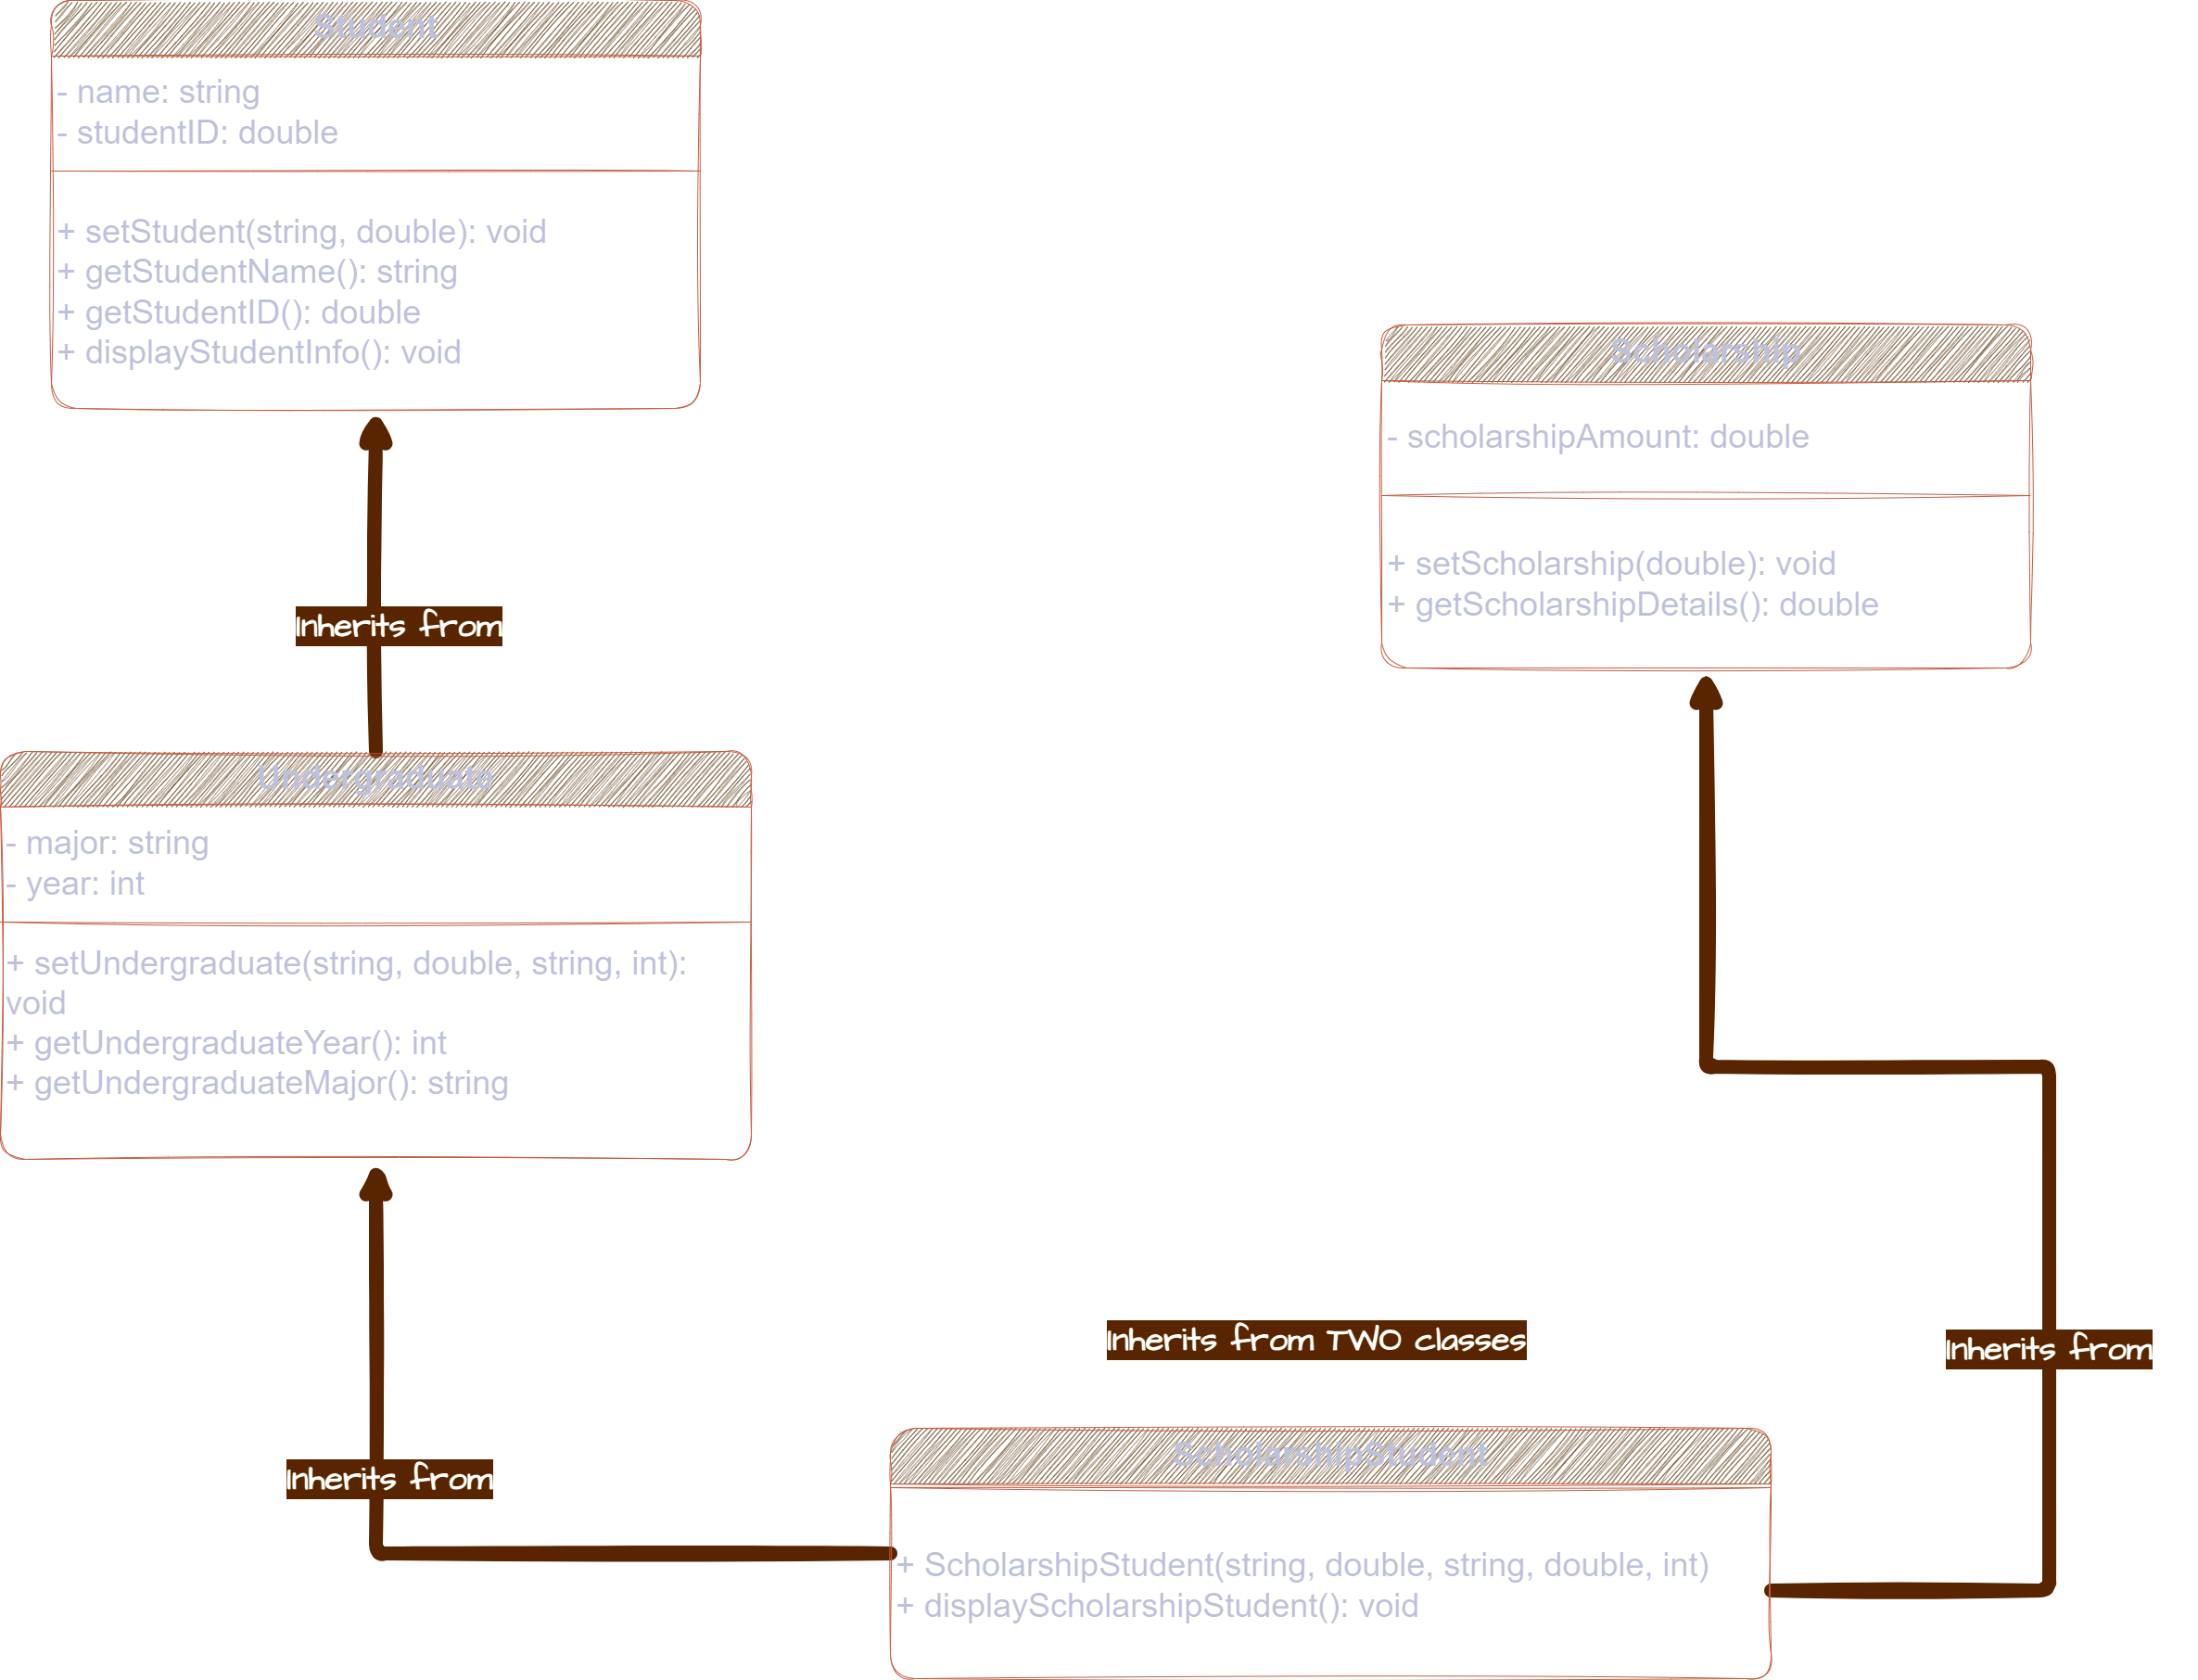 Student
- name: string
- studentID: double
+ setStudent(string, double): void
+ getStudentName(): string
+ getStudentID(): double
+ displayStudentInfo(): void
Scholarship
- scholarshipAmount: double
+ setScholarship(double): void
+ getScholarshipDetails(): double
Inherits from
Undergraduate
- major: string
- year: int
+ setUndergraduate(string, double, string, int):
void
+ getUndergraduateYear(): int
+ getUndergraduateMajor(): string
Inherits from TWO classes
Inherits from
Inherits from
ScholarshipStudent
+ ScholarshipStudent(string, double, string, double, int)
+ displayScholarshipStudent(): void